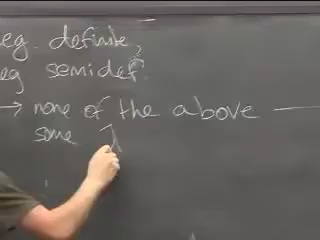 eg. definite,
eg semidef.
→ none of the above —
some λ